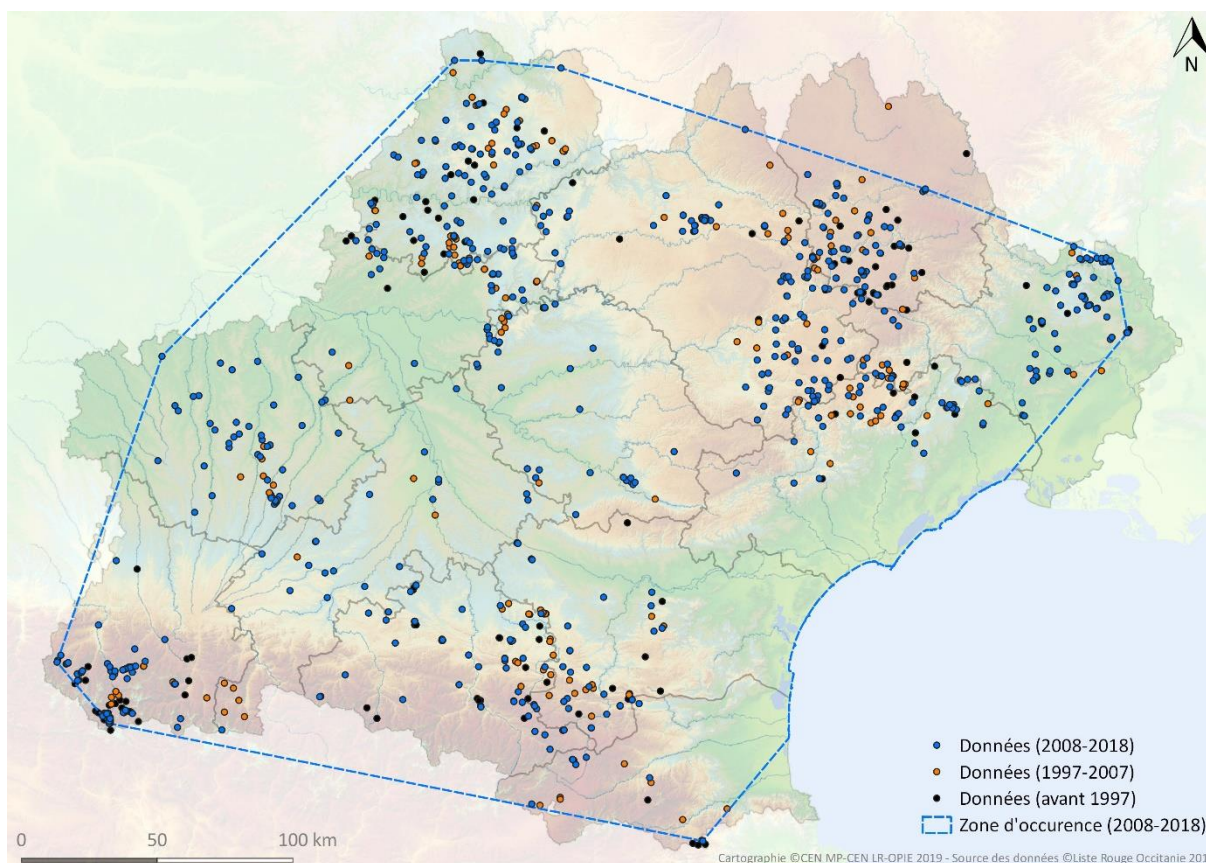 N
Données (2008-2018)
Données (1997-2007)
Données (avant 1997)
Zone d'occurence (2008-2018)
0 50 100 km
Cartographie ©CEN MP-CEN LR-OPIE 2019 - Source des données ©Liste Rouge Occitanie 201